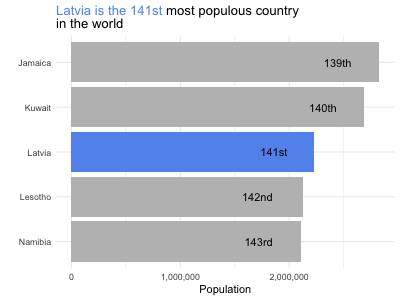 Latvia is the 141st most populous country
in the world
Jamaica 139th
Kuwait 140th
Latvia 141st
Lesotho 142nd
Namibia 143rd
0 1,000,000 2,000,000
Population